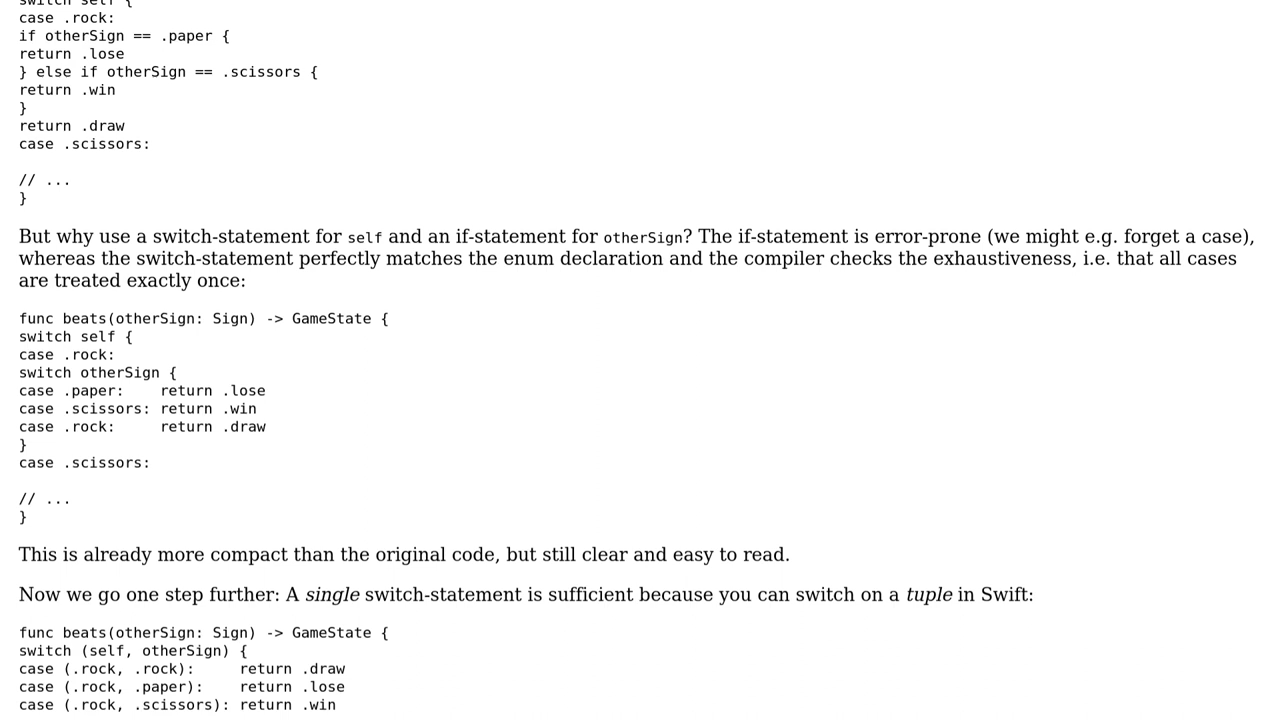 switch self {
case .rock:
if otherSign == .paper {
return .lose
} else if otherSign == .scissors {
return .win
}
return .draw
case .scissors:

// ...
}
But why use a switch-statement for self and an if-statement for otherSign? The if-statement is error-prone (we might e.g. forget a case),
whereas the switch-statement perfectly matches the enum declaration and the compiler checks the exhaustiveness, i.e. that all cases
are treated exactly once:
func beats(otherSign: Sign) -> GameState {
switch self {
case .rock:
switch otherSign {
case .paper:    return .lose
case .scissors: return .win
case .rock:     return .draw
}
case .scissors:

// ...
}
This is already more compact than the original code, but still clear and easy to read.
Now we go one step further: A single switch-statement is sufficient because you can switch on a tuple in Swift:
func beats(otherSign: Sign) -> GameState {
switch (self, otherSign) {
case (.rock, .rock):     return .draw
case (.rock, .paper):    return .lose
case (.rock, .scissors): return .win